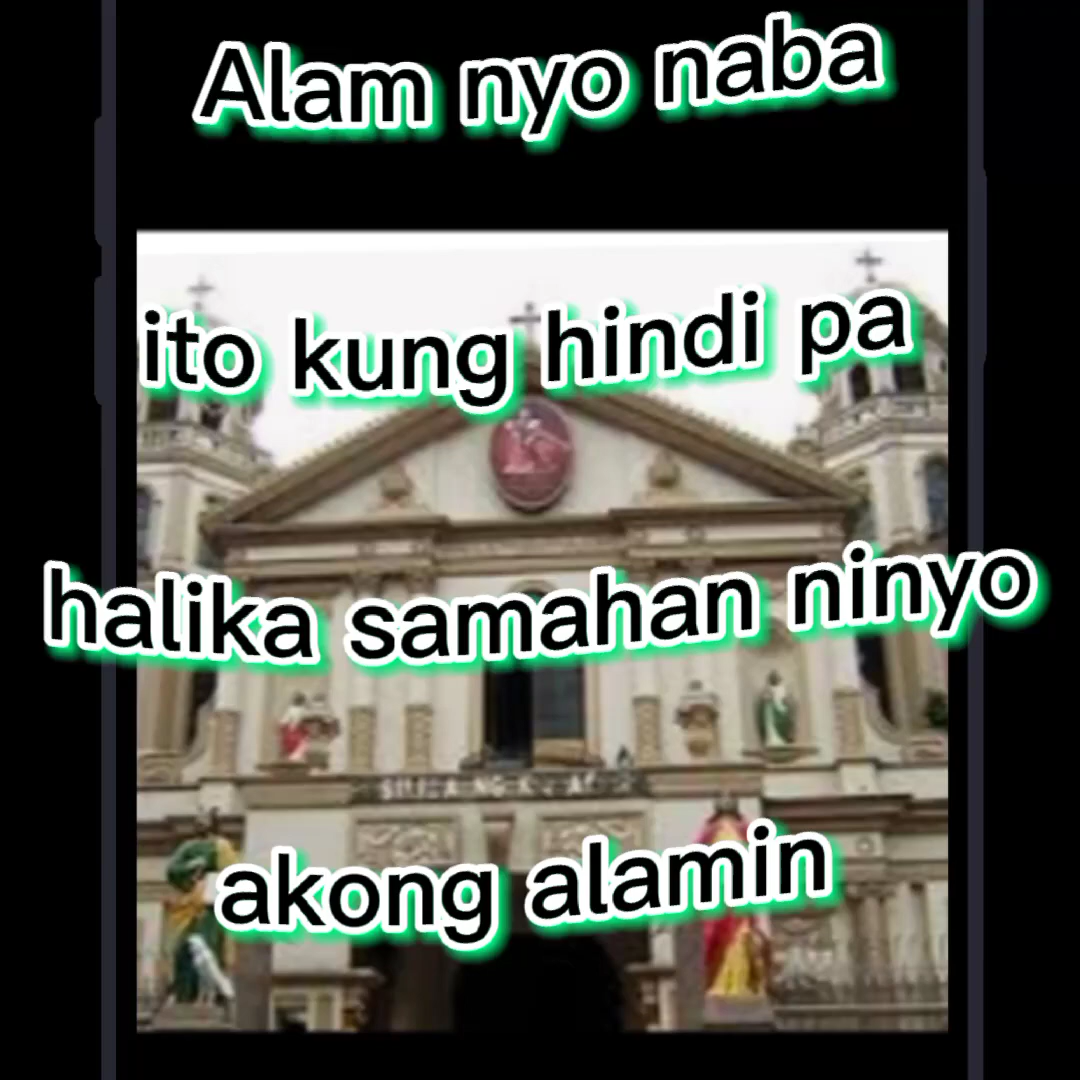 Alam nyo naba
ito kung hindi pa
halika samahan ninyo
akong alamin